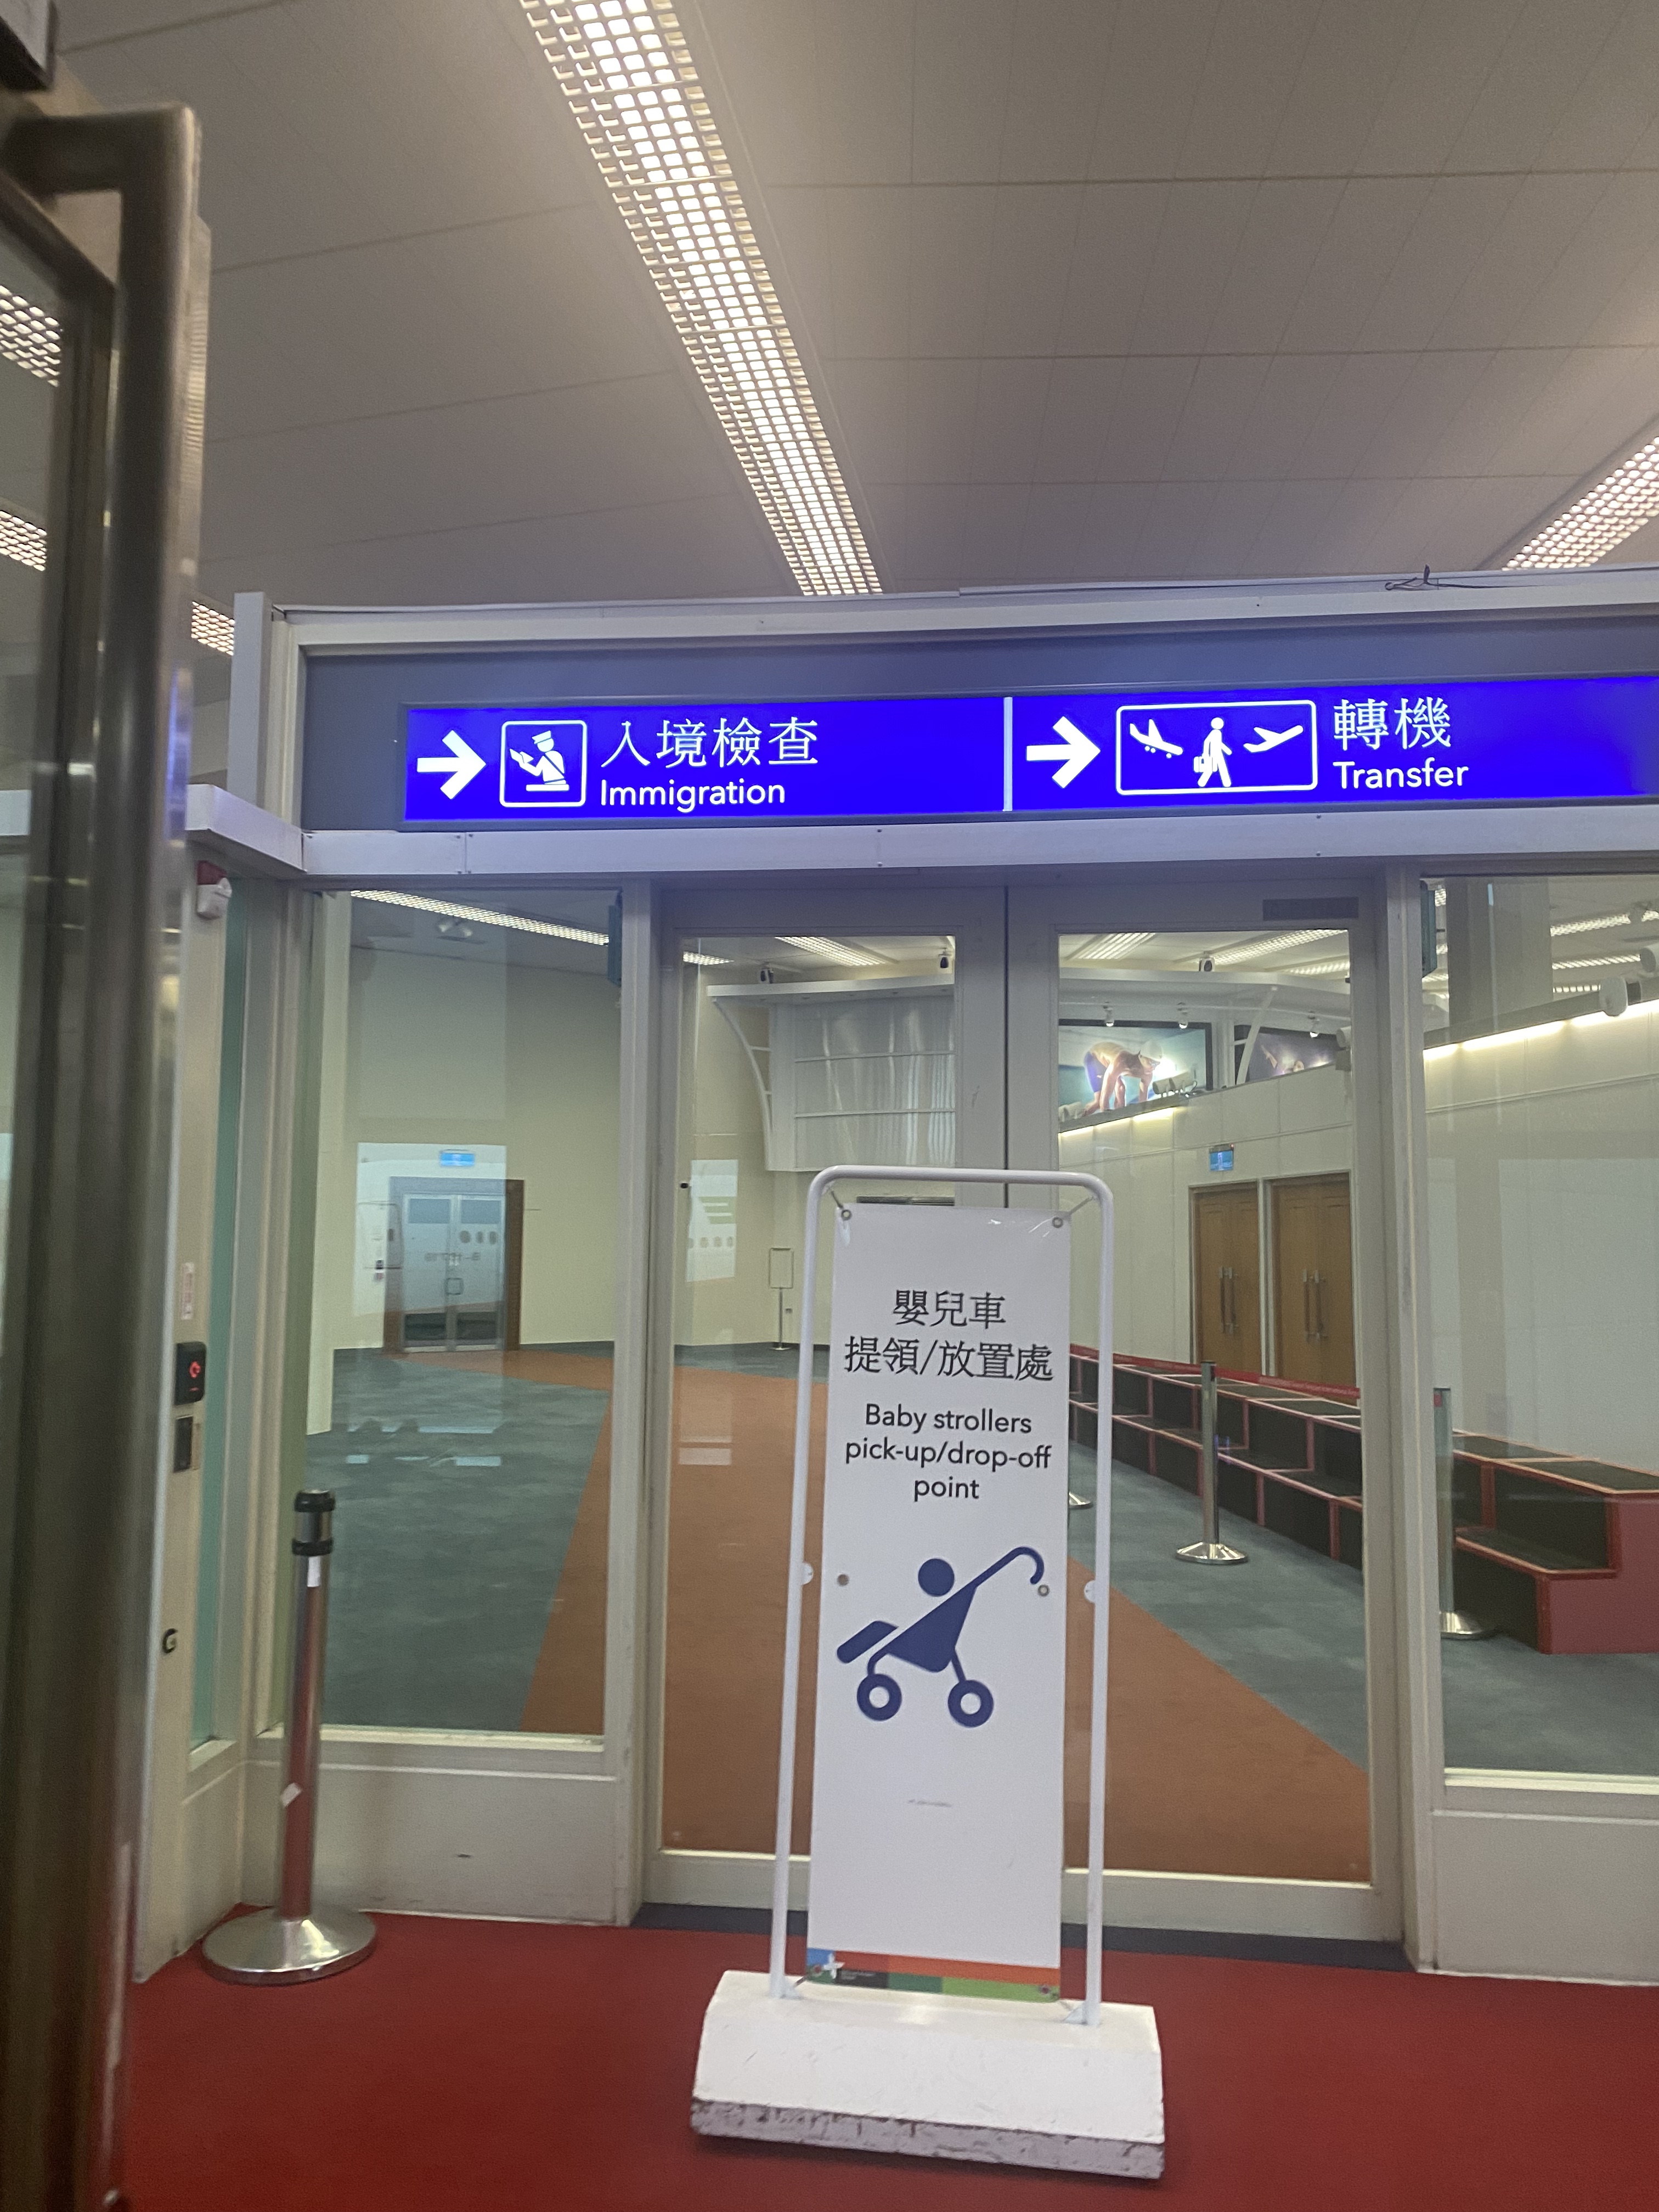 入境檢查
Immigration
轉機
Transfer
嬰兒車
提領/放置處
Baby strollers
pick-up/drop-off
point